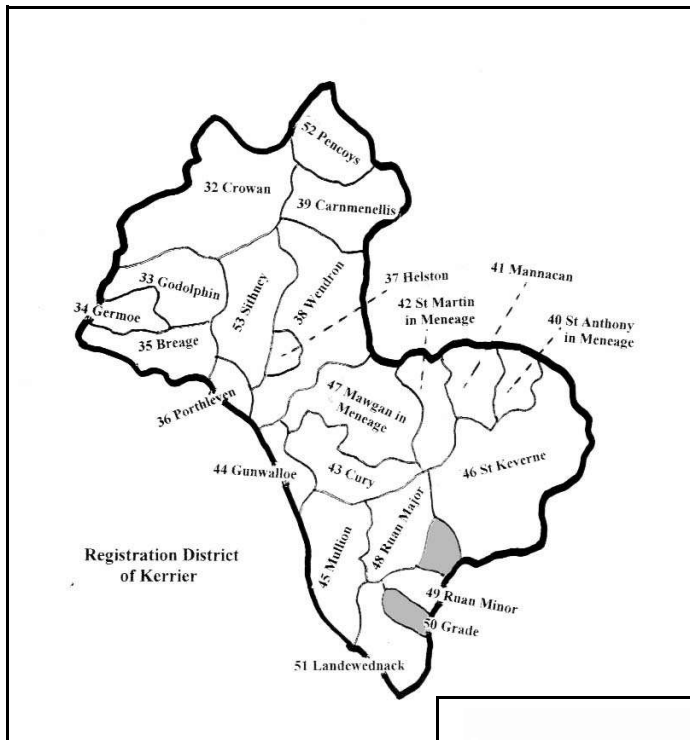 52 Pencoys
32 Crowan
39 Carnmenellis
33 Godolphin
34 Germoe
35 Breage
53 Sithney
38 Wendron
37 Helston
42 St Martin
in Meneage
41 Mannacan
40 St Anthony
in Meneage
36 Porthleven
47 Mawgan in
Meneage
44 Gunwalloe
43 Cury
46 St Keverne
45 Mullion
48 Ruan Major
49 Ruan Minor
50 Grade
51 Landewednack
Registration District
of Kerrier